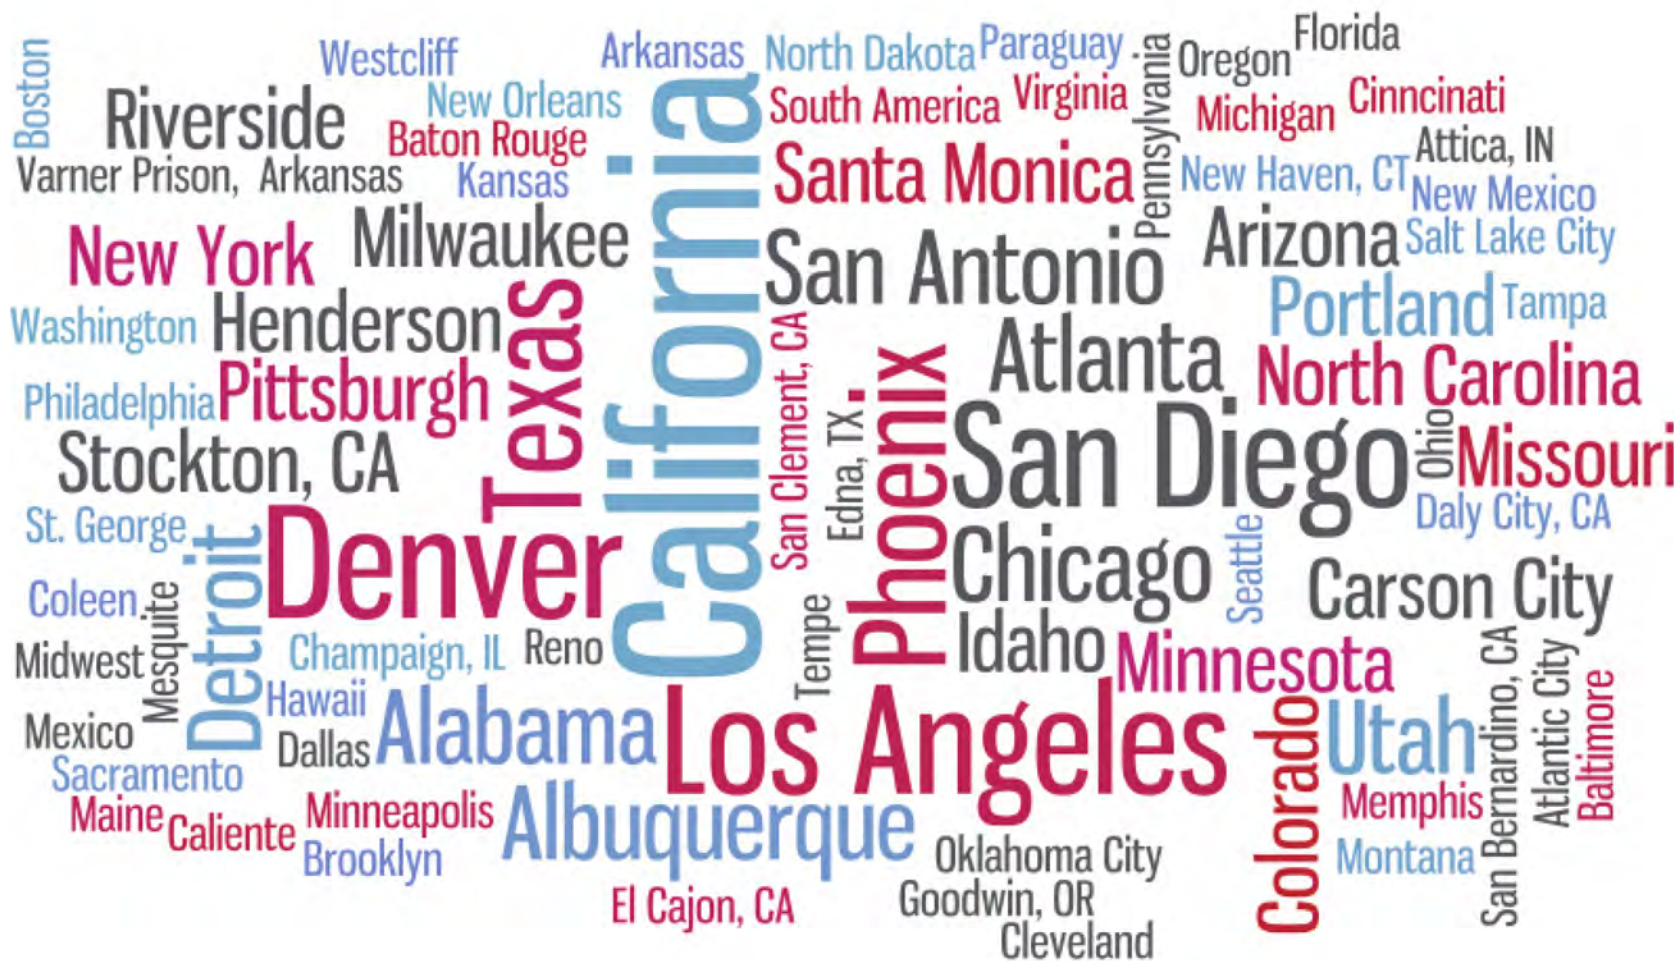 Boston
Westcliff
Arkansas
North Dakota
Paraguay
Pennsylvania
Oregon
Florida
Riverside
New Orleans
Baton Rouge
California
South America
Virginia
Michigan
Cinncinati
Varner Prison, Arkansas
Kansas
Santa Monica
New Haven, CT
Attica, IN
New Mexico
New York
Milwaukee
San Antonio
Arizona
Salt Lake City
Washington
Henderson
Texas
San Clement, CA
Atlanta
Portland
Tampa
Philadelphia
Pittsburgh
Edna, TX
Phoenix
North Carolina
Stockton, CA
San Diego
Ohio
Missouri
St. George
Detroit
Denver
Chicago
Seattle
Daly City, CA
Coleen
Mesquite
Carson City
Midwest
Champaign, IL
Reno
Tempe
Idaho
Minnesota
Hawaii
Mexico
Dallas
Alabama
Los Angeles
Colorado
Utah
San Bernardino, CA
Atlantic City
Baltimore
Sacramento
Maine
Caliente
Minneapolis
Brooklyn
Albuquerque
Memphis
Oklahoma City
Montana
El Cajon, CA
Goodwin, OR
Cleveland